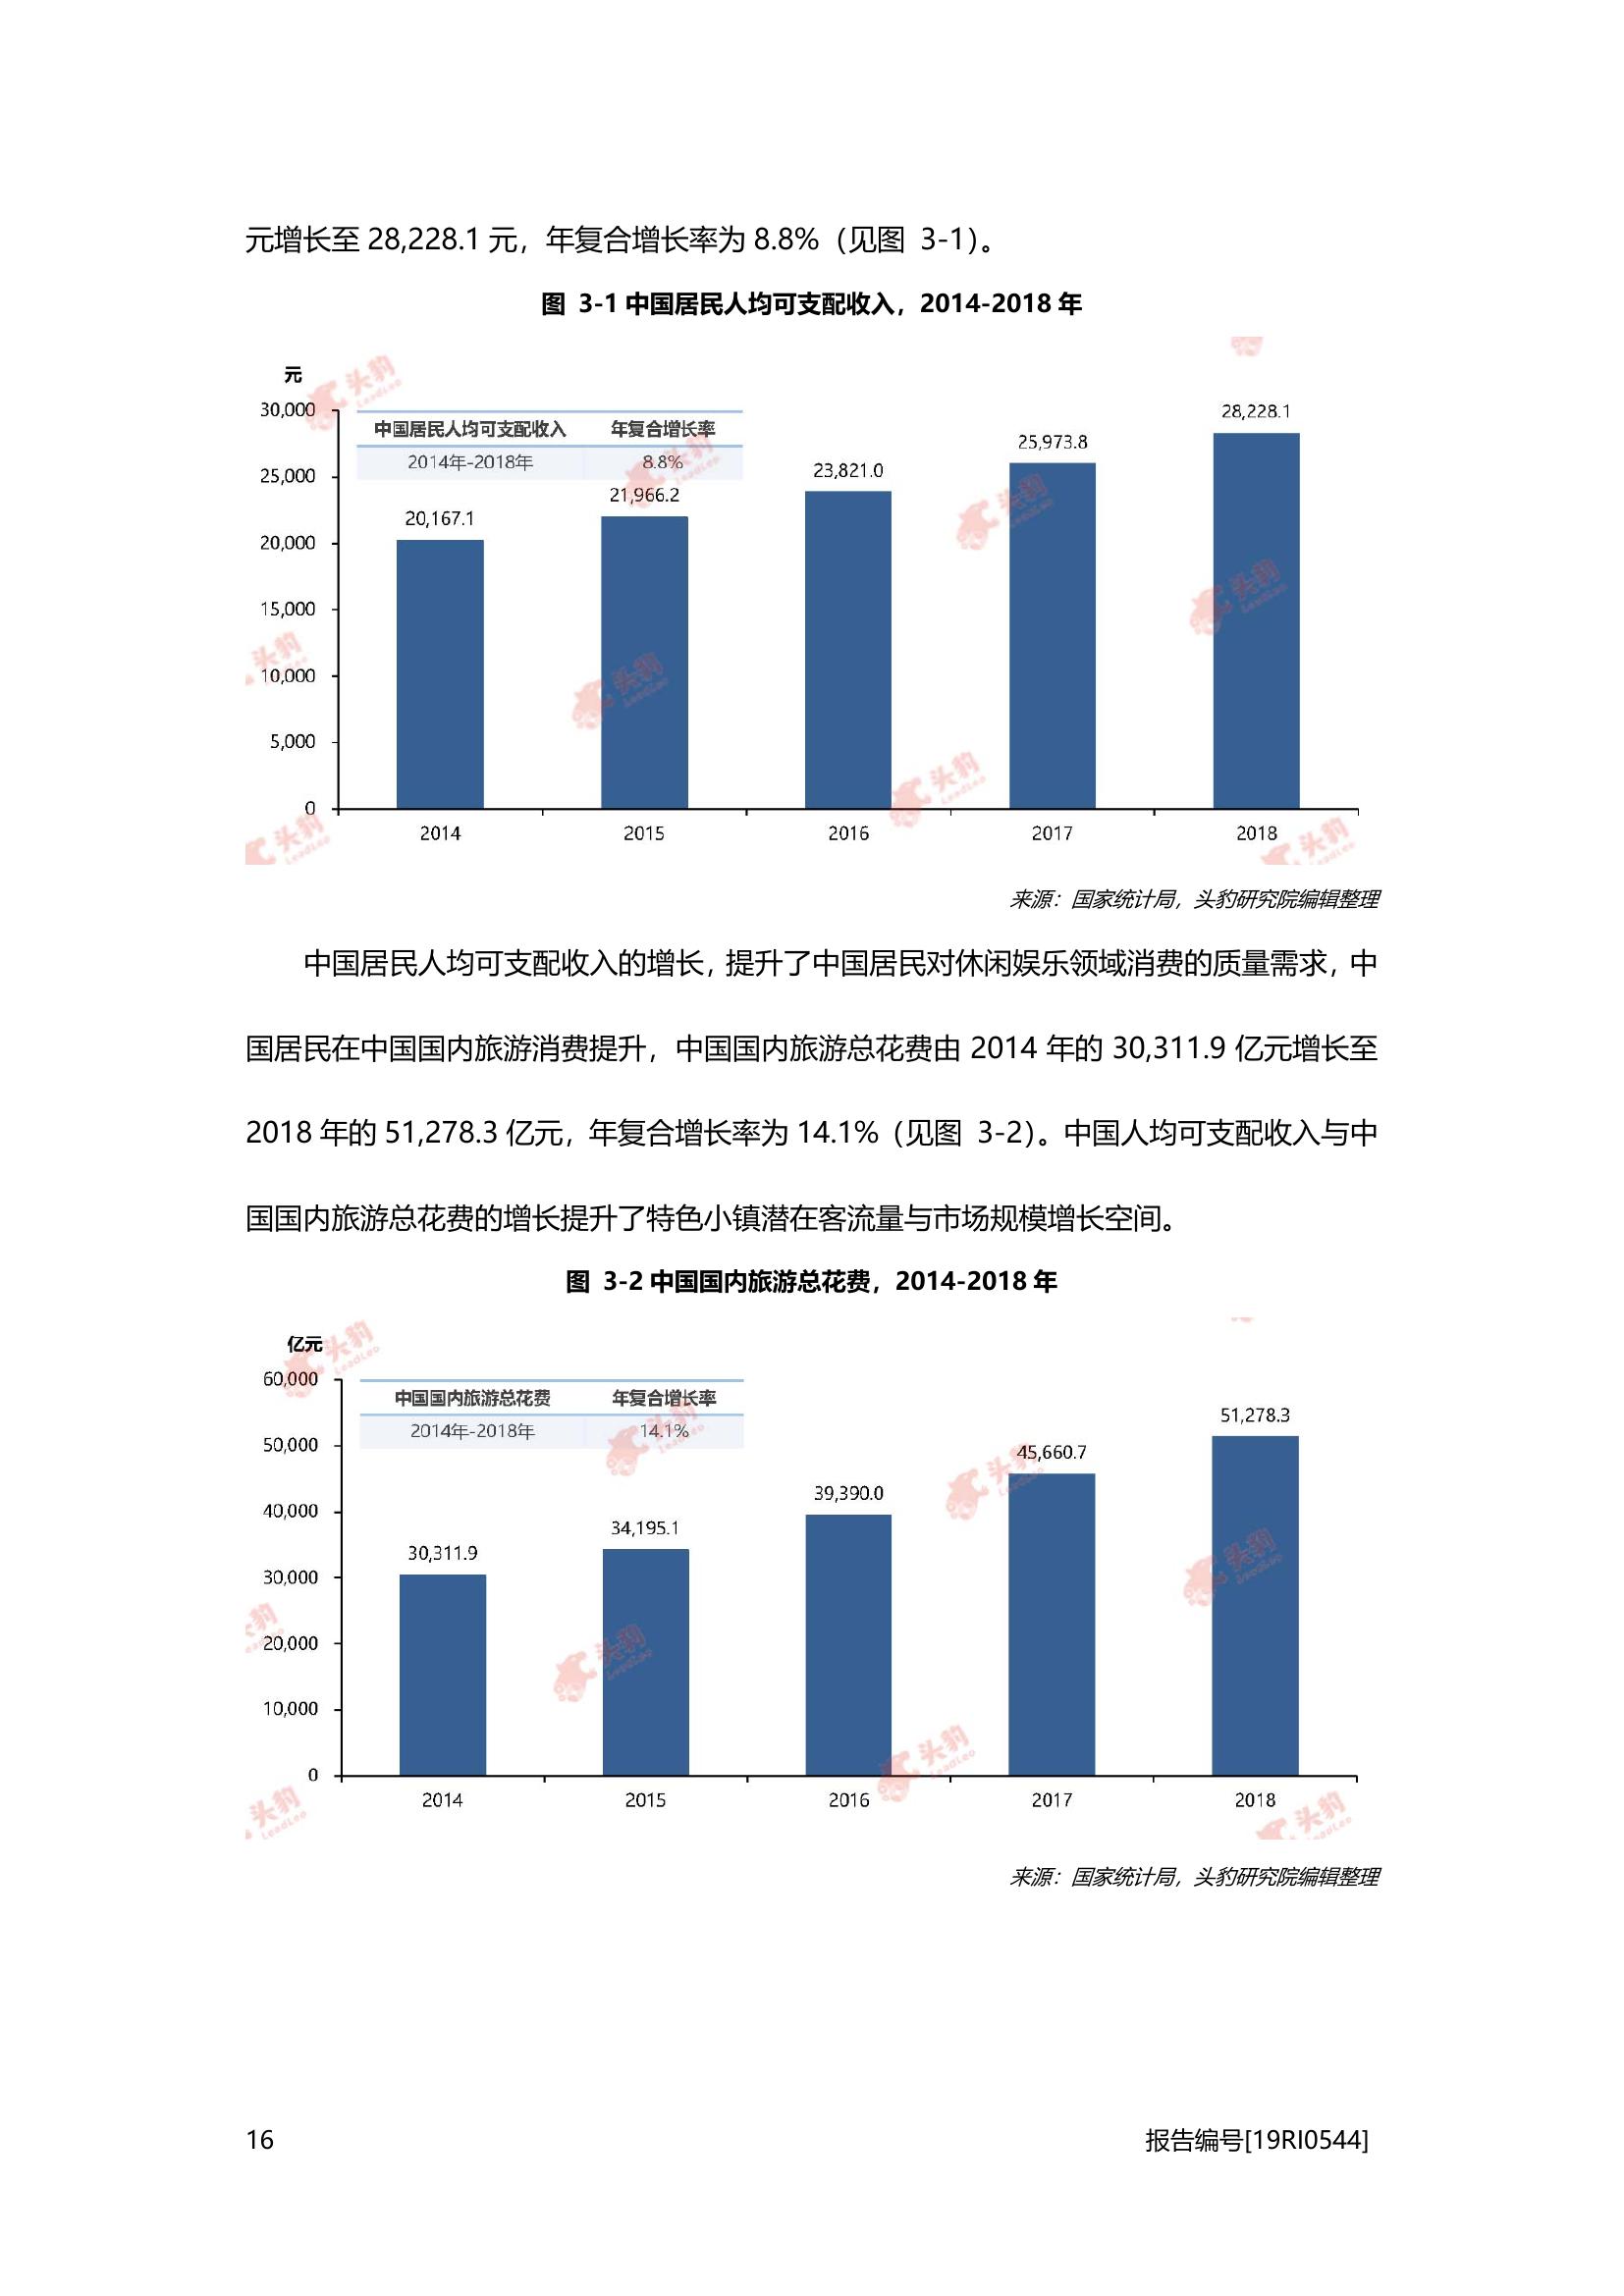 元增长至 28,228.1 元，年复合增长率为 8.8%（见图 3-1）。
图 3-1 中国居民人均可支配收入，2014-2018 年
元
30,000
25,000
20,000
15,000
10,000
5,000
0
中国居民人均可支配收入 年复合增长率
2014年-2018年 8.8%
20,167.1
21,966.2
23,821.0
25,973.8
28,228.1
2014 2015 2016 2017 2018
头豹
LeadLeo
来源：国家统计局，头豹研究院编辑整理
中国居民人均可支配收入的增长，提升了中国居民对休闲娱乐领域消费的质量需求，中
国居民在中国国内旅游消费提升，中国国内旅游总花费由 2014 年的 30,311.9 亿元增长至
2018 年的 51,278.3 亿元，年复合增长率为 14.1%（见图 3-2）。中国人均可支配收入与中
国国内旅游总花费的增长提升了特色小镇潜在客流量与市场规模增长空间。
图 3-2 中国国内旅游总花费，2014-2018 年
亿元
60,000
50,000
40,000
30,000
20,000
10,000
0
中国国内旅游总花费 年复合增长率
2014年-2018年 14.1%
30,311.9
34,195.1
39,390.0
45,660.7
51,278.3
2014 2015 2016 2017 2018
头豹
LeadLeo
来源：国家统计局，头豹研究院编辑整理
16 报告编号[19RI0544]